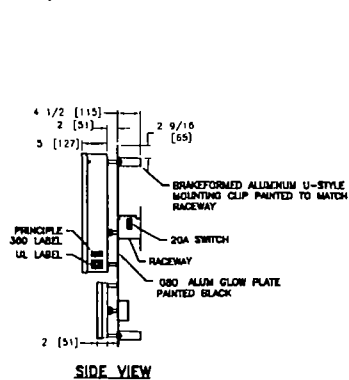 4 1/2 [115]
2 [51]
2 9/16
[65]
5 [127]
BRAKEFORMED ALUMINUM U-STYLE
MOUNTING CLIP PAINTED TO MATCH
RACEWAY
PRINCIPLE
360 LABEL
20A SWITCH
UL LABEL
RACEWAY
.080 ALUM GLOW PLATE
PAINTED BLACK
2 [51]
SIDE VIEW